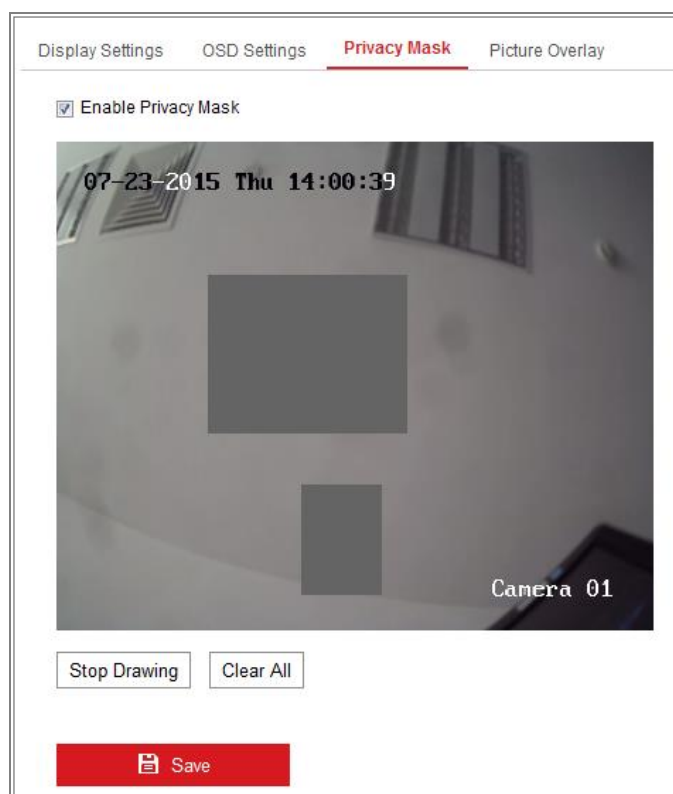 Display Settings OSD Settings Privacy Mask Picture Overlay
Enable Privacy Mask
07-23-2015 Thu 14:00:39
Camera 01
Stop Drawing Clear All
Save